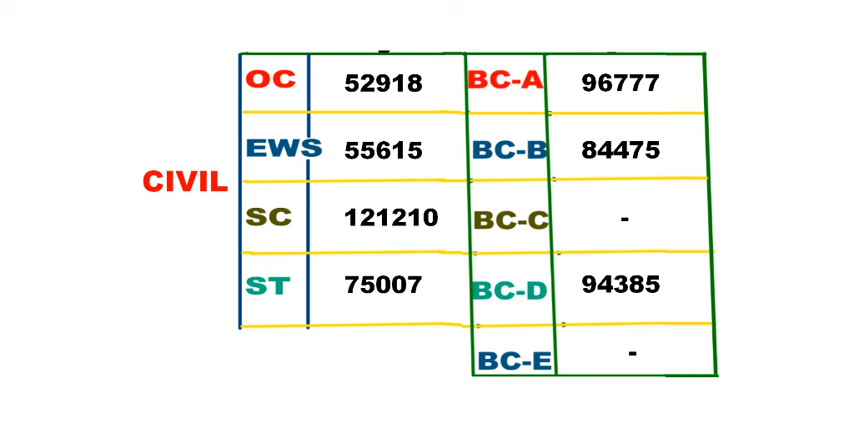 OC 52918 BC-A 96777
EWS 55615 BC-B 84475
CIVIL
SC 121210 BC-C -
ST 75007 BC-D 94385
BC-E -